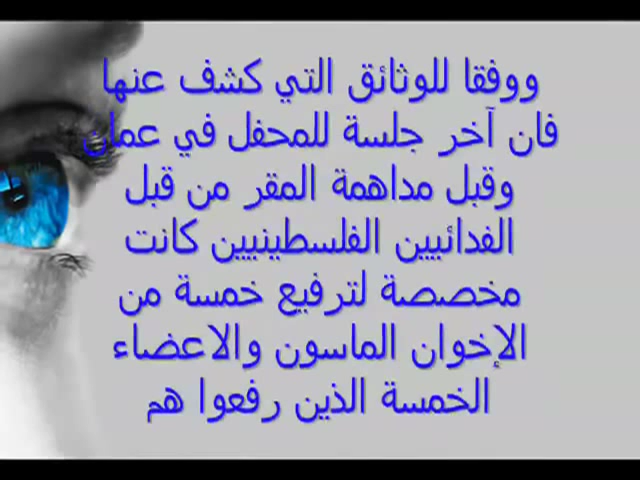 ووفقا للوثائق التي كشف عنها
فان آخر جلسة للمحفل في عمان
وقبل مداهمة المقر من قبل
الفدائيين الفلسطينيين كانت
مخصصة لترفيع خمسة من
الإخوان الماسون والاعضاء
الخمسة الذين رفعوا هم